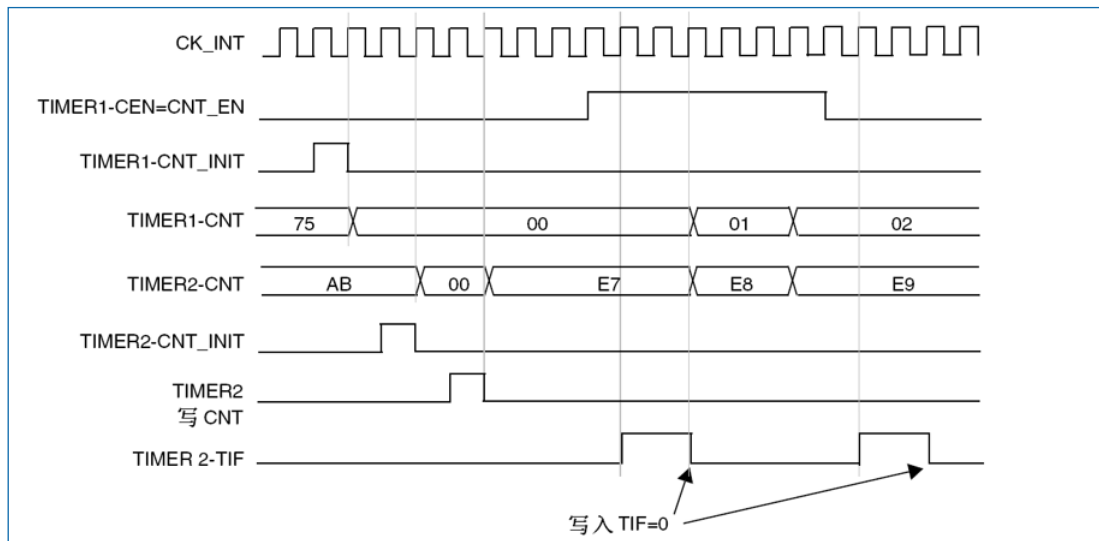 CK_INT
TIMER1-CEN=CNT_EN
TIMER1-CNT_INIT
TIMER1-CNT
75
00
01
02
TIMER2-CNT
AB
00
E7
E8
E9
TIMER2-CNT_INIT
TIMER2
写 CNT
TIMER 2-TIF
写入 TIF=0